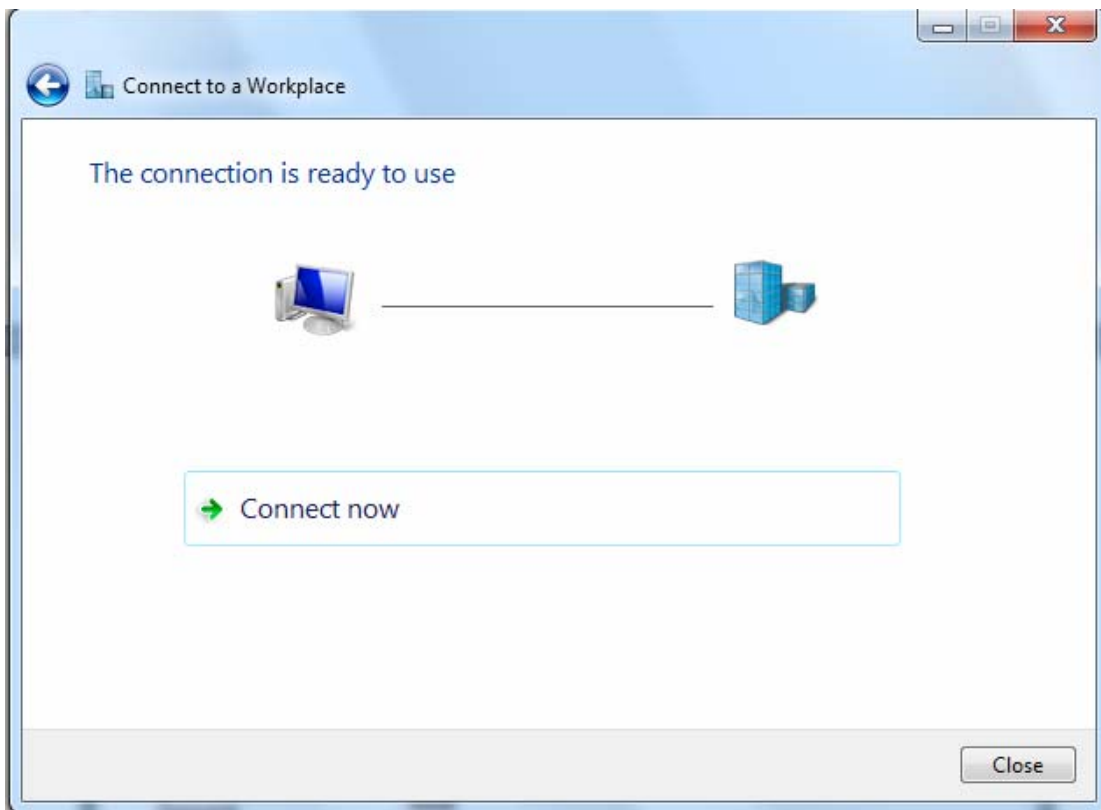 Connect to a Workplace
The connection is ready to use
Connect now
Close